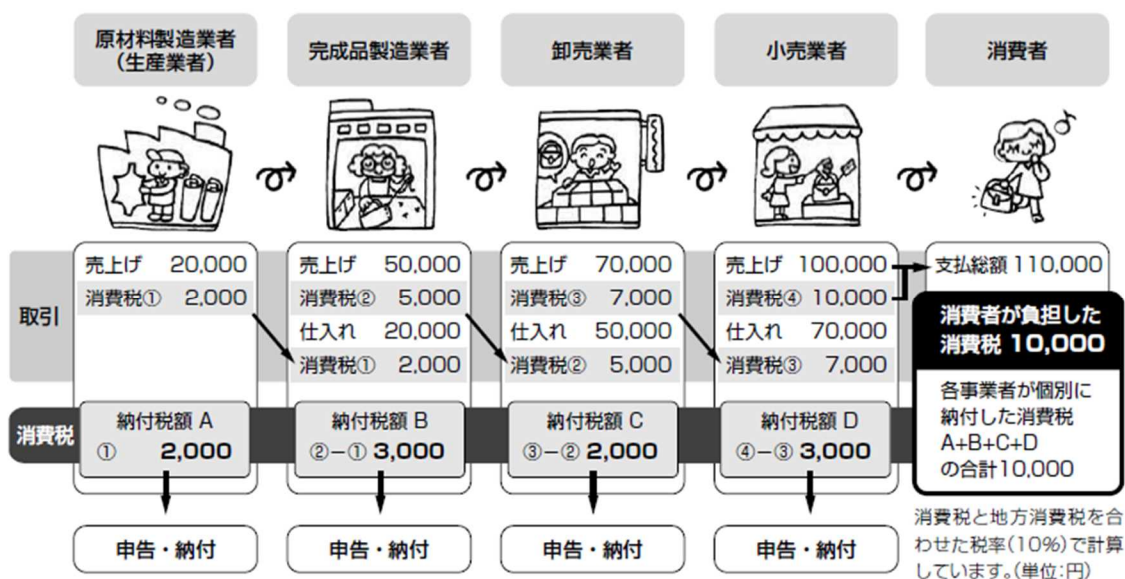 原材料製造業者
（生産業者）
完成品製造業者
卸売業者
小売業者
消費者
取引
売上げ 20,000
消費税① 2,000
売上げ 50,000
消費税② 5,000
仕入れ 20,000
消費税① 2,000
売上げ 70,000
消費税③ 7,000
仕入れ 50,000
消費税② 5,000
売上げ 100,000
消費税④ 10,000
仕入れ 70,000
消費税③ 7,000
支払総額 110,000
消費者が負担した
消費税 10,000
各事業者が個別に
納付した消費税
A+B+C+D
の合計10,000
消費税
納付税額 A
① 2,000
納付税額 B
②−① 3,000
納付税額 C
③−② 2,000
納付税額 D
④−③ 3,000
申告・納付
申告・納付
申告・納付
申告・納付
消費税と地方消費税を合
わせた税率(10%)で計算
しています。(単位:円)